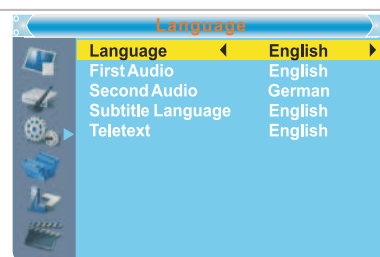 Language
Language English
First Audio English
Second Audio German
Subtitle Language English
Teletext English